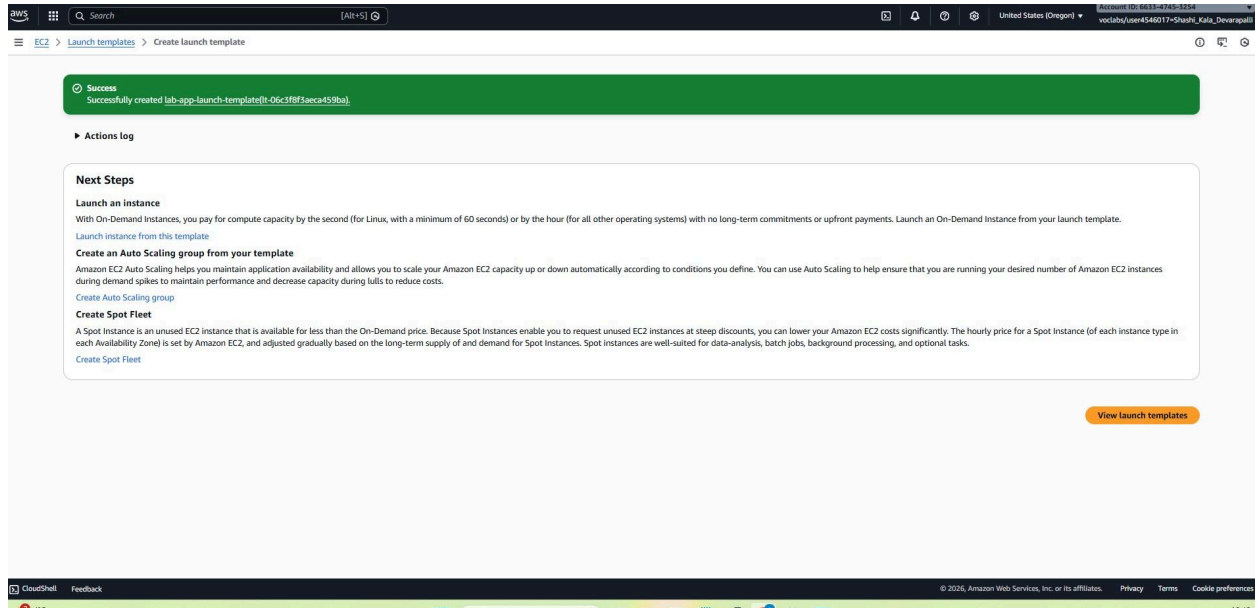 aws
Search
[Alt+S]
United States (Oregon)
Account ID: 6633-4745-3254
voclabs/user4546017=Shashi_Kala_Devarapalli
EC2 > Launch templates > Create launch template
Success
Successfully created lab-app-launch-template(lt-06c3f8f3aeca459ba).
Actions log
Next Steps
Launch an instance
With On-Demand Instances, you pay for compute capacity by the second (for Linux, with a minimum of 60 seconds) or by the hour (for all other operating systems) with no long-term commitments or upfront payments. Launch an On-Demand Instance from your launch template.
Launch instance from this template
Create an Auto Scaling group from your template
Amazon EC2 Auto Scaling helps you maintain application availability and allows you to scale your Amazon EC2 capacity up or down automatically according to conditions you define. You can use Auto Scaling to help ensure that you are running your desired number of Amazon EC2 instances
during demand spikes to maintain performance and decrease capacity during lulls to reduce costs.
Create Auto Scaling group
Create Spot Fleet
A Spot Instance is an unused EC2 instance that is available for less than the On-Demand price. Because Spot Instances enable you to request unused EC2 instances at steep discounts, you can lower your Amazon EC2 costs significantly. The hourly price for a Spot Instance (of each instance type in
each Availability Zone) is set by Amazon EC2, and adjusted gradually based on the long-term supply of and demand for Spot Instances. Spot instances are well-suited for data-analysis, batch jobs, background processing, and optional tasks.
Create Spot Fleet
View launch templates
CloudShell Feedback
© 2026, Amazon Web Services, Inc. or its affiliates. Privacy Terms Cookie preferences